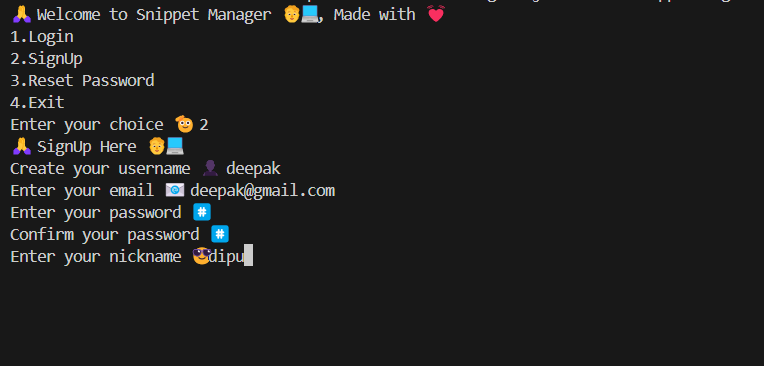 🙏 Welcome to Snippet Manager 🧑‍💻, Made with 💓
1.Login
2.SignUp
3.Reset Password
4.Exit
Enter your choice 🫡 2
🙏 SignUp Here 🧑‍💻
Create your username 👤 deepak
Enter your email 📧 deepak@gmail.com
Enter your password #️⃣
Confirm your password #️⃣
Enter your nickname 😎dipu